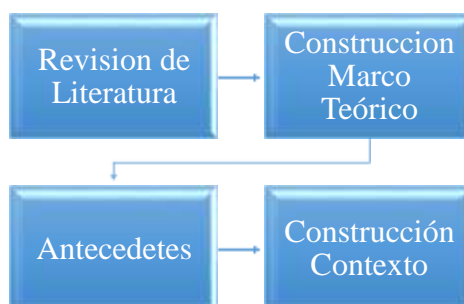 Revision de
Literatura
Construccion
Marco
Teórico
Antecedetes
Construcción
Contexto